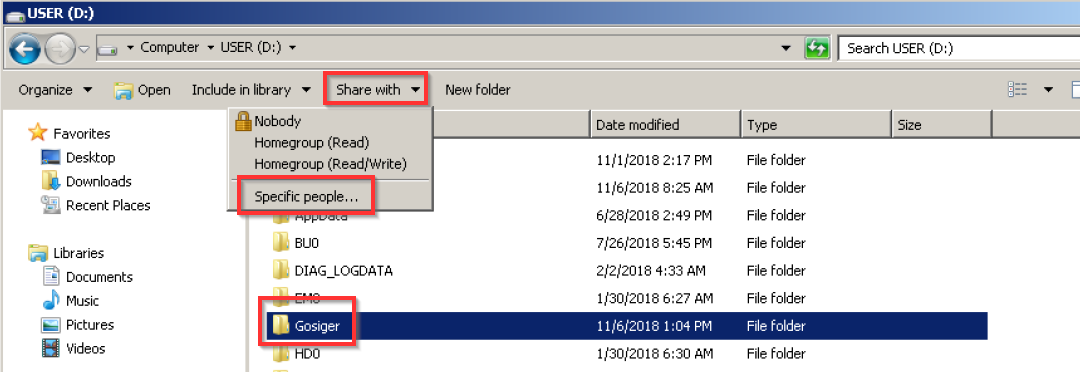 USER (D:)
Computer USER (D:) Search USER (D:)
Organize Open Include in library Share with New folder
Nobody
Homegroup (Read)
Homegroup (Read/Write)
Specific people...
Favorites
Desktop
Downloads
Recent Places
Libraries
Documents
Music
Pictures
Videos
Date modified Type Size
11/1/2018 2:17 PM File folder
11/6/2018 8:25 AM File folder
AppData 6/28/2018 2:49 PM File folder
BU0 7/26/2018 5:45 PM File folder
DIAG_LOGDATA 2/2/2018 4:33 AM File folder
EM0 1/30/2018 6:27 AM File folder
Gosiger 11/6/2018 1:04 PM File folder
HD0 1/30/2018 6:30 AM File folder